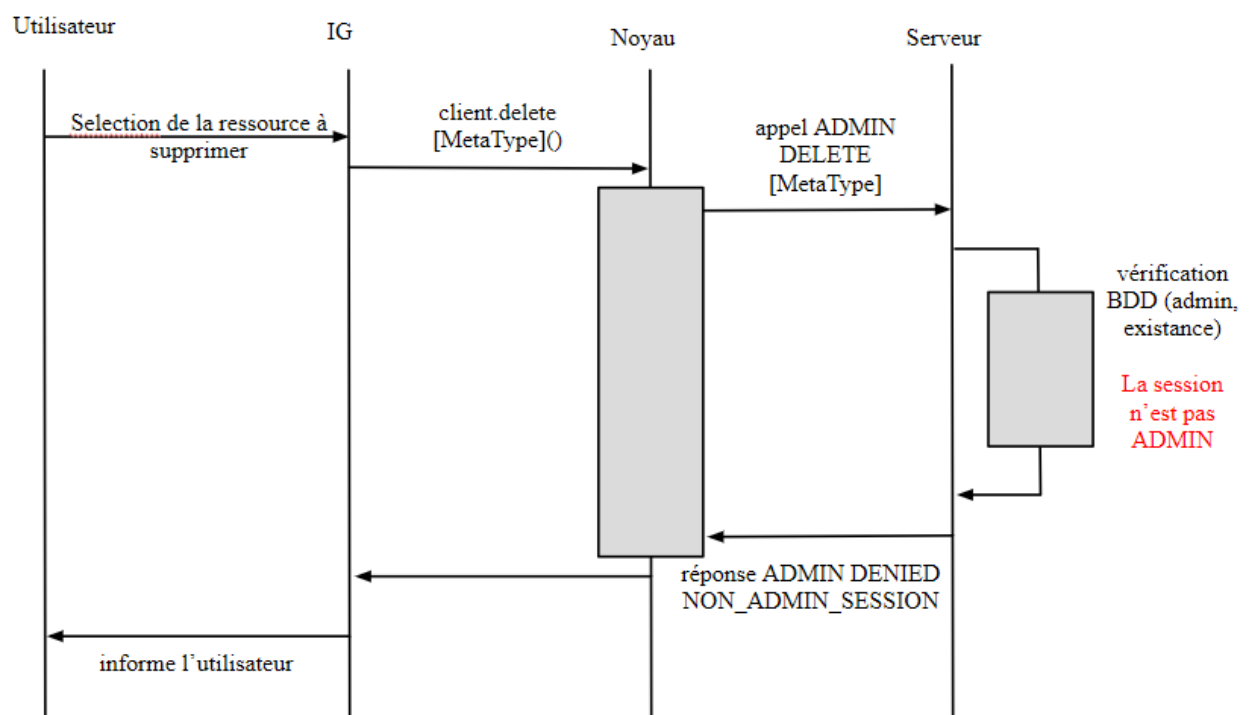 Utilisateur
IG
Noyau
Serveur
Selection de la ressource à
supprimer
client.delete
[MetaType]()
appel ADMIN
DELETE
[MetaType]
vérification
BDD (admin,
existance)
La session
n’est pas
ADMIN
réponse ADMIN DENIED
NON_ADMIN_SESSION
informe l’utilisateur